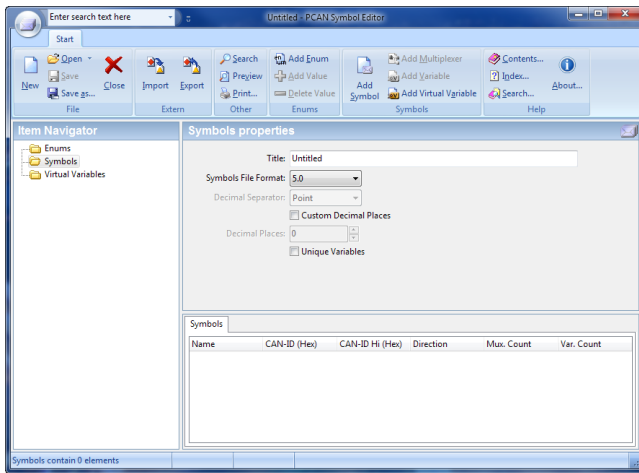 Enter search text here
Untitled - PCAN Symbol Editor
Start
New
Open
Save
Save as...
Close
File
Import
Export
Extern
Search
Preview
Print...
Other
Add Enum
Add Value
Delete Value
Enums
Add Symbol
Add Multiplexer
Add Variable
Add Virtual Variable
Symbols
Contents...
Index...
Search...
About...
Help
Item Navigator
Enums
Symbols
Virtual Variables
Symbols properties
Title: Untitled
Symbols File Format: 5.0
Decimal Separator: Point
Custom Decimal Places
Decimal Places: 0
Unique Variables
Symbols
Name CAN-ID (Hex) CAN-ID Hi (Hex) Direction Mux. Count Var. Count
Symbols contain 0 elements